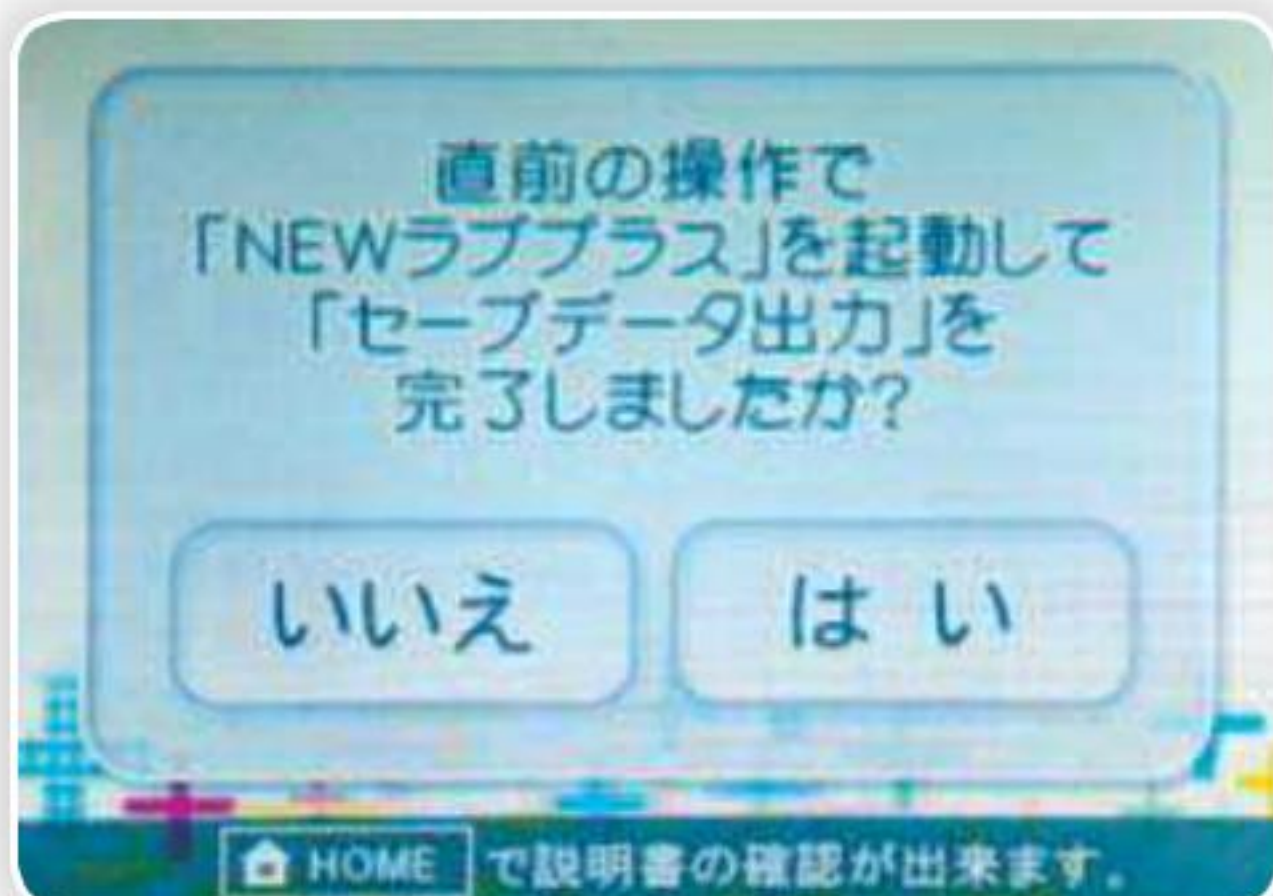 直前の操作で
「NEWラブプラス」を起動して
「セーブデータ出力」を
完了しましたか?
いいえ
はい
HOME で説明書の確認が出来ます。